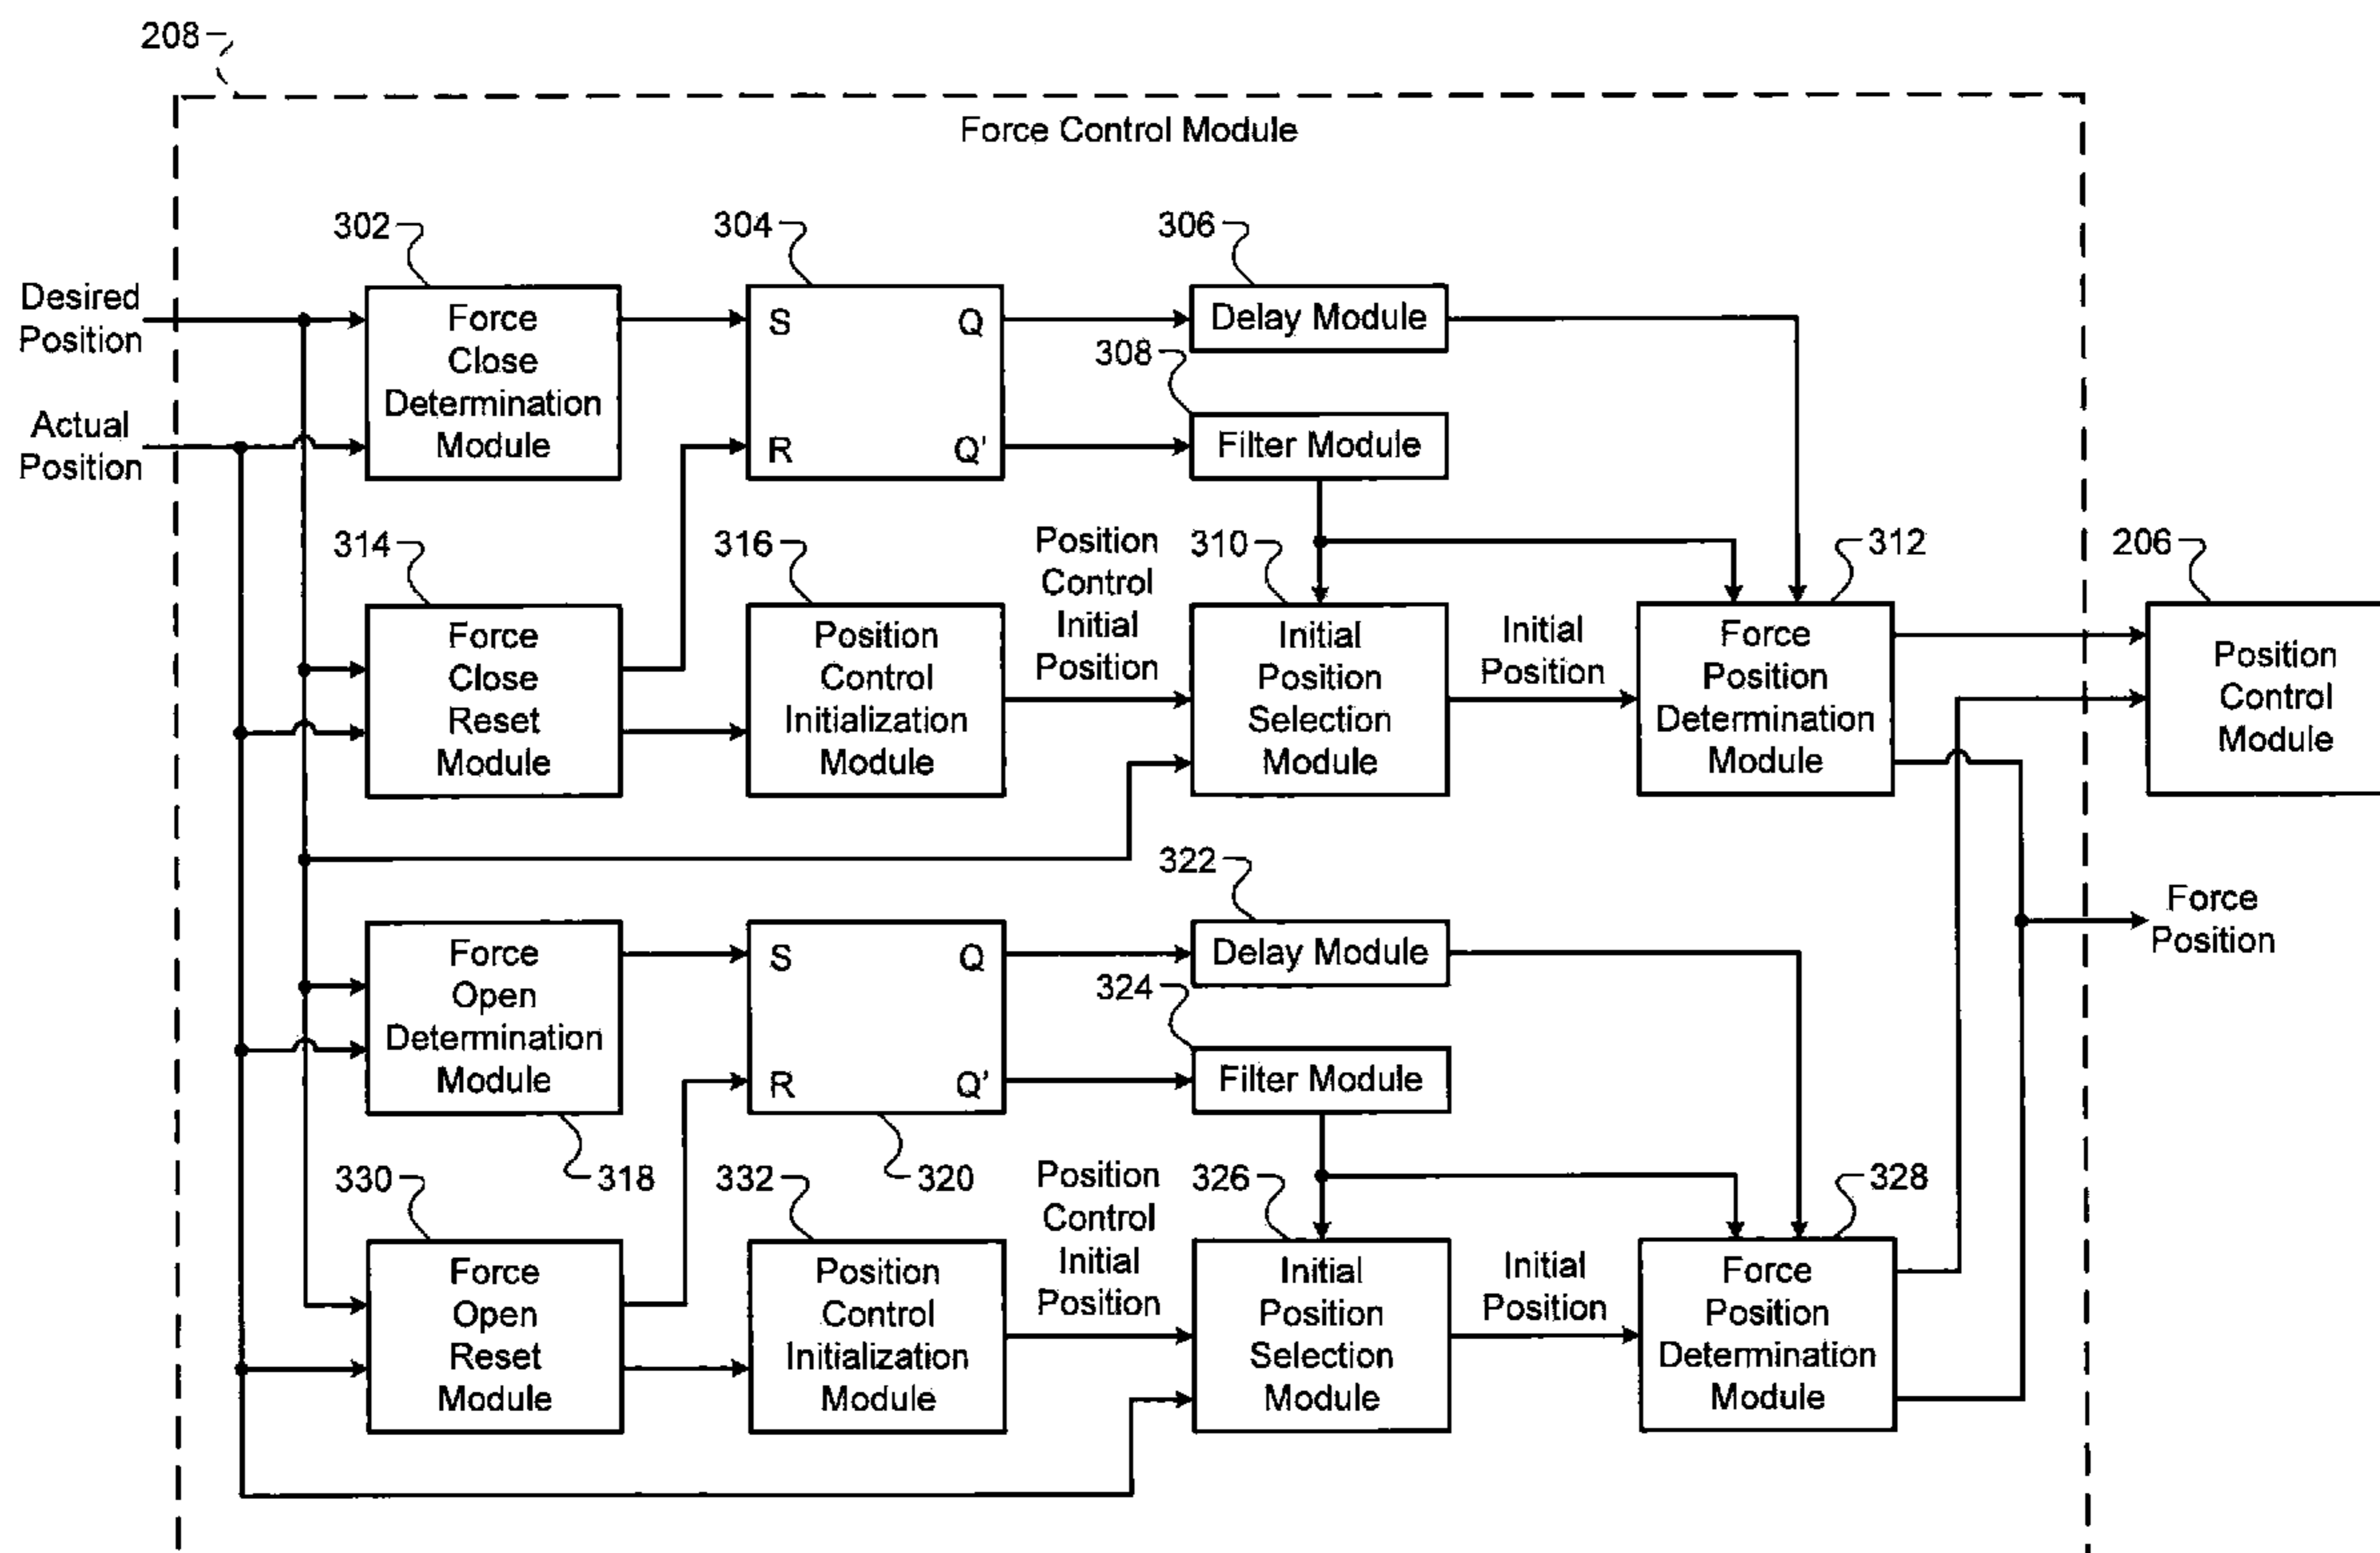 208
Force Control Module
302
304
306
Desired
Position
Force
Close
Determination
Module
S
Q
R
Q'
Delay Module
308
Filter Module
Actual
Position
314
316
Position
Control
Initial
Position
310
312
206
Force
Close
Reset
Module
Position
Control
Initialization
Module
Initial
Position
Selection
Module
Initial
Position
Force
Position
Determination
Module
Position
Control
Module
322
Force
Open
Determination
Module
S
Q
R
Q'
Delay Module
324
Filter Module
Force
Position
318
320
330
332
Position
Control
Initial
Position
326
328
Force
Open
Reset
Module
Position
Control
Initialization
Module
Initial
Position
Selection
Module
Initial
Position
Force
Position
Determination
Module